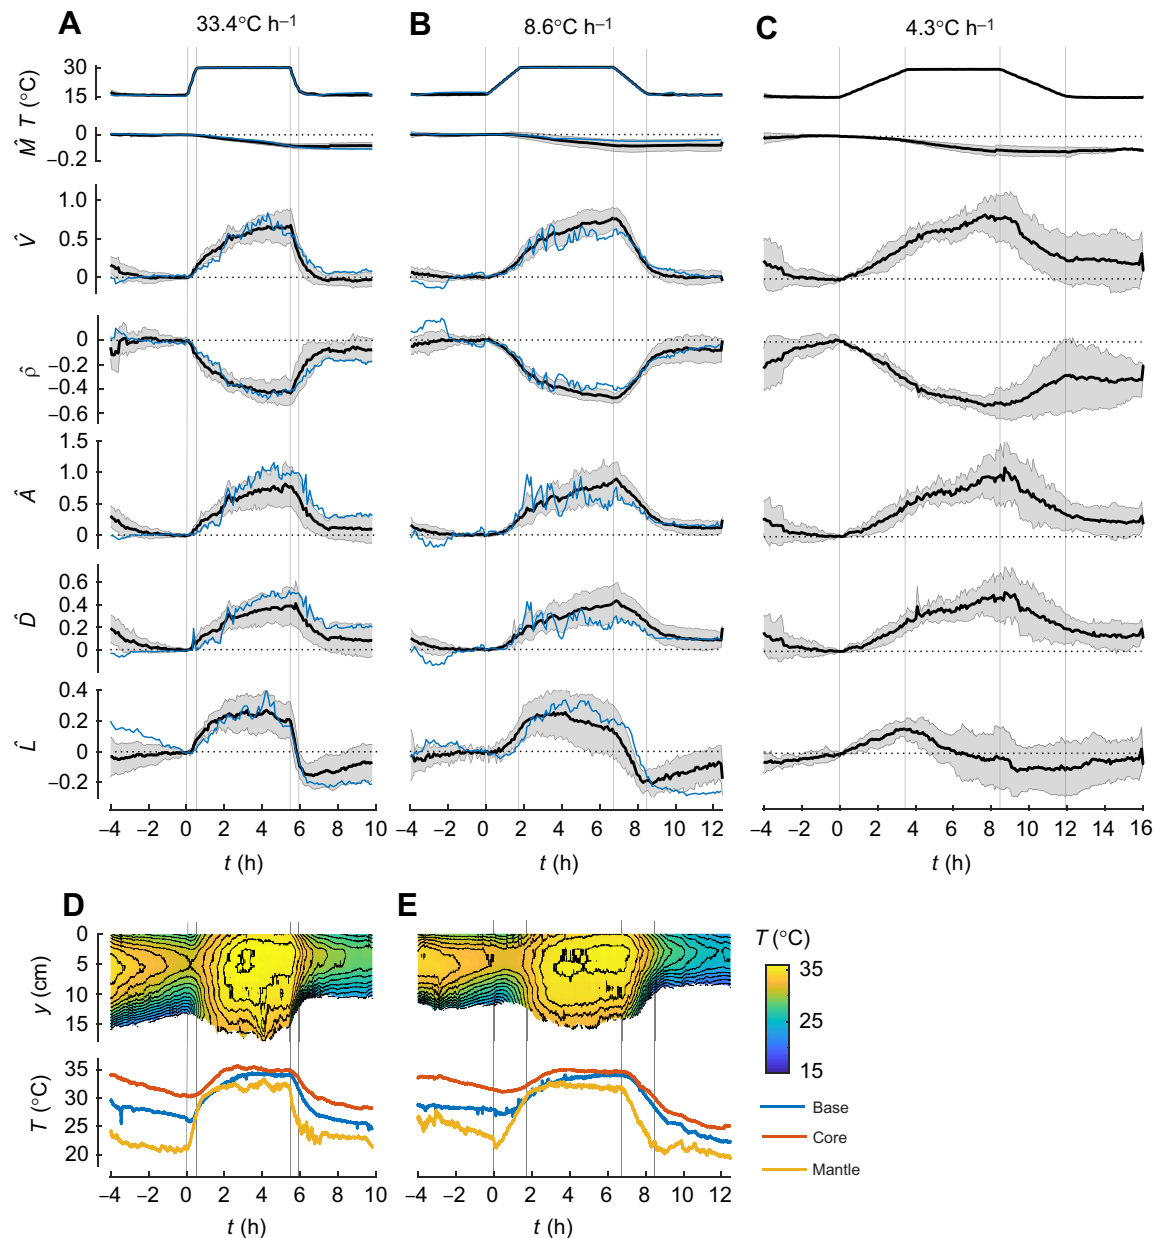 A 33.4°C h–1
B 8.6°C h–1
C 4.3°C h–1
T (°C)
30
15
M̂
0
–0.2
V̂
1.0
0.5
0
ρ̂
0
–0.2
–0.4
–0.6
Â
1.5
1.0
0.5
0
D̂
0.6
0.4
0.2
0
L̂
0.4
0.2
0
–0.2
–4 –2 0 2 4 6 8 10
t (h)
–4 –2 0 2 4 6 8 10 12
t (h)
–4 –2 0 2 4 6 8 10 12 14 16
t (h)
D
E
y (cm)
0
5
10
15
T (°C)
35
25
15
T (°C)
35
30
25
20
Base
Core
Mantle
–4 –2 0 2 4 6 8 10
t (h)
–4 –2 0 2 4 6 8 10 12
t (h)